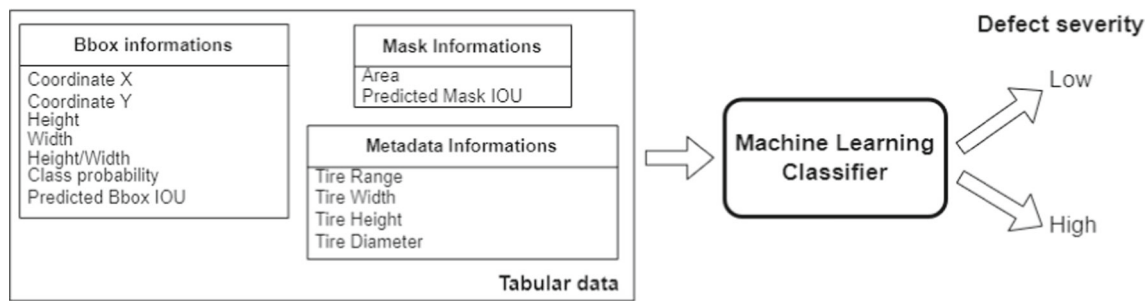 Bbox informations
Coordinate X
Coordinate Y
Height
Width
Height/Width
Class probability
Predicted Bbox IOU
Mask Informations
Area
Predicted Mask IOU
Metadata Informations
Tire Range
Tire Width
Tire Height
Tire Diameter
Tabular data
Machine Learning
Classifier
Defect severity
Low
High